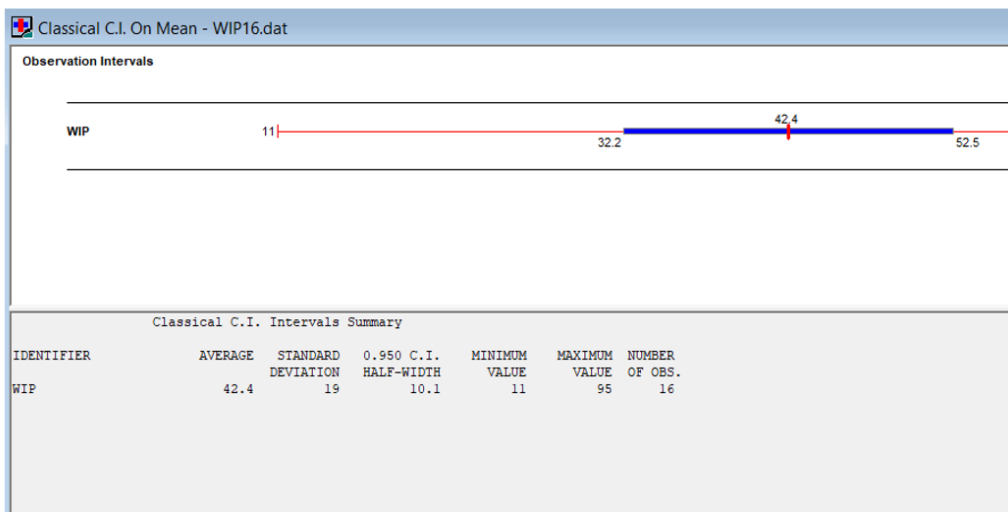 Classical C.I. On Mean - WIP16.dat
Observation Intervals
42.4
WIP 11
32.2 52.5
Classical C.I. Intervals Summary
IDENTIFIER AVERAGE STANDARD 0.950 C.I. MINIMUM MAXIMUM NUMBER
DEVIATION HALF-WIDTH VALUE VALUE OF OBS.
WIP 42.4 19 10.1 11 95 16